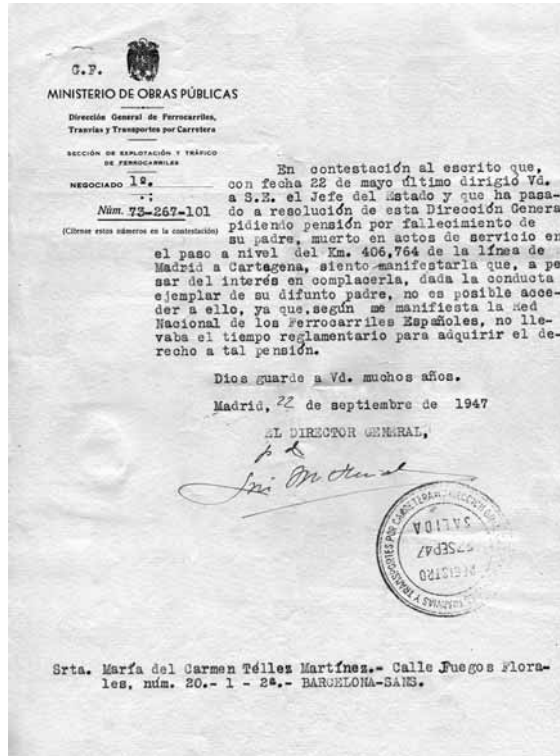 G.F.
MINISTERIO DE OBRAS PÚBLICAS
Dirección General de Ferrocarriles,
Tranvías y Transportes por Carretera
SECCIÓN DE EXPLOTACIÓN Y TRÁFICO
DE FERROCARRILES
NEGOCIADO 1º.
Núm. 73-267-101
(Cítense estos números en la contestación)
En contestación al escrito que,
con fecha 22 de mayo último dirigió Vd.
a S.E. el Jefe del Estado y que ha pasa-
do a resolución de esta Dirección Genera
pidiendo pensión por fallecimiento de
su padre, muerto en actos de servicio en
el paso a nivel del Km. 406,764 de la línea de
Madrid a Cartagena, siento manifestarla que, a pe
sar del interés en complacerla, dada la conducta
ejemplar de su difunto padre, no es posible acce-
der a ello, ya que,según me manifiesta la Red
Nacional de los Ferrocarriles Españoles, no lle-
vaba el tiempo reglamentario para adquirir el de-
recho a tal pensión.
Dios guarde a Vd. muchos años.
Madrid, 22 de septiembre de 1947
EL DIRECTOR GENERAL,
p d
TRANVIAS Y TRANSPORTES POR CARRETERA
SALIDA
27SEP47
REGISTRO
Srta. María del Carmen Téllez Martínez.- Calle Juegos Flora-
les, núm. 20.- 1 - 2ª.- BARCELONA-SANS.